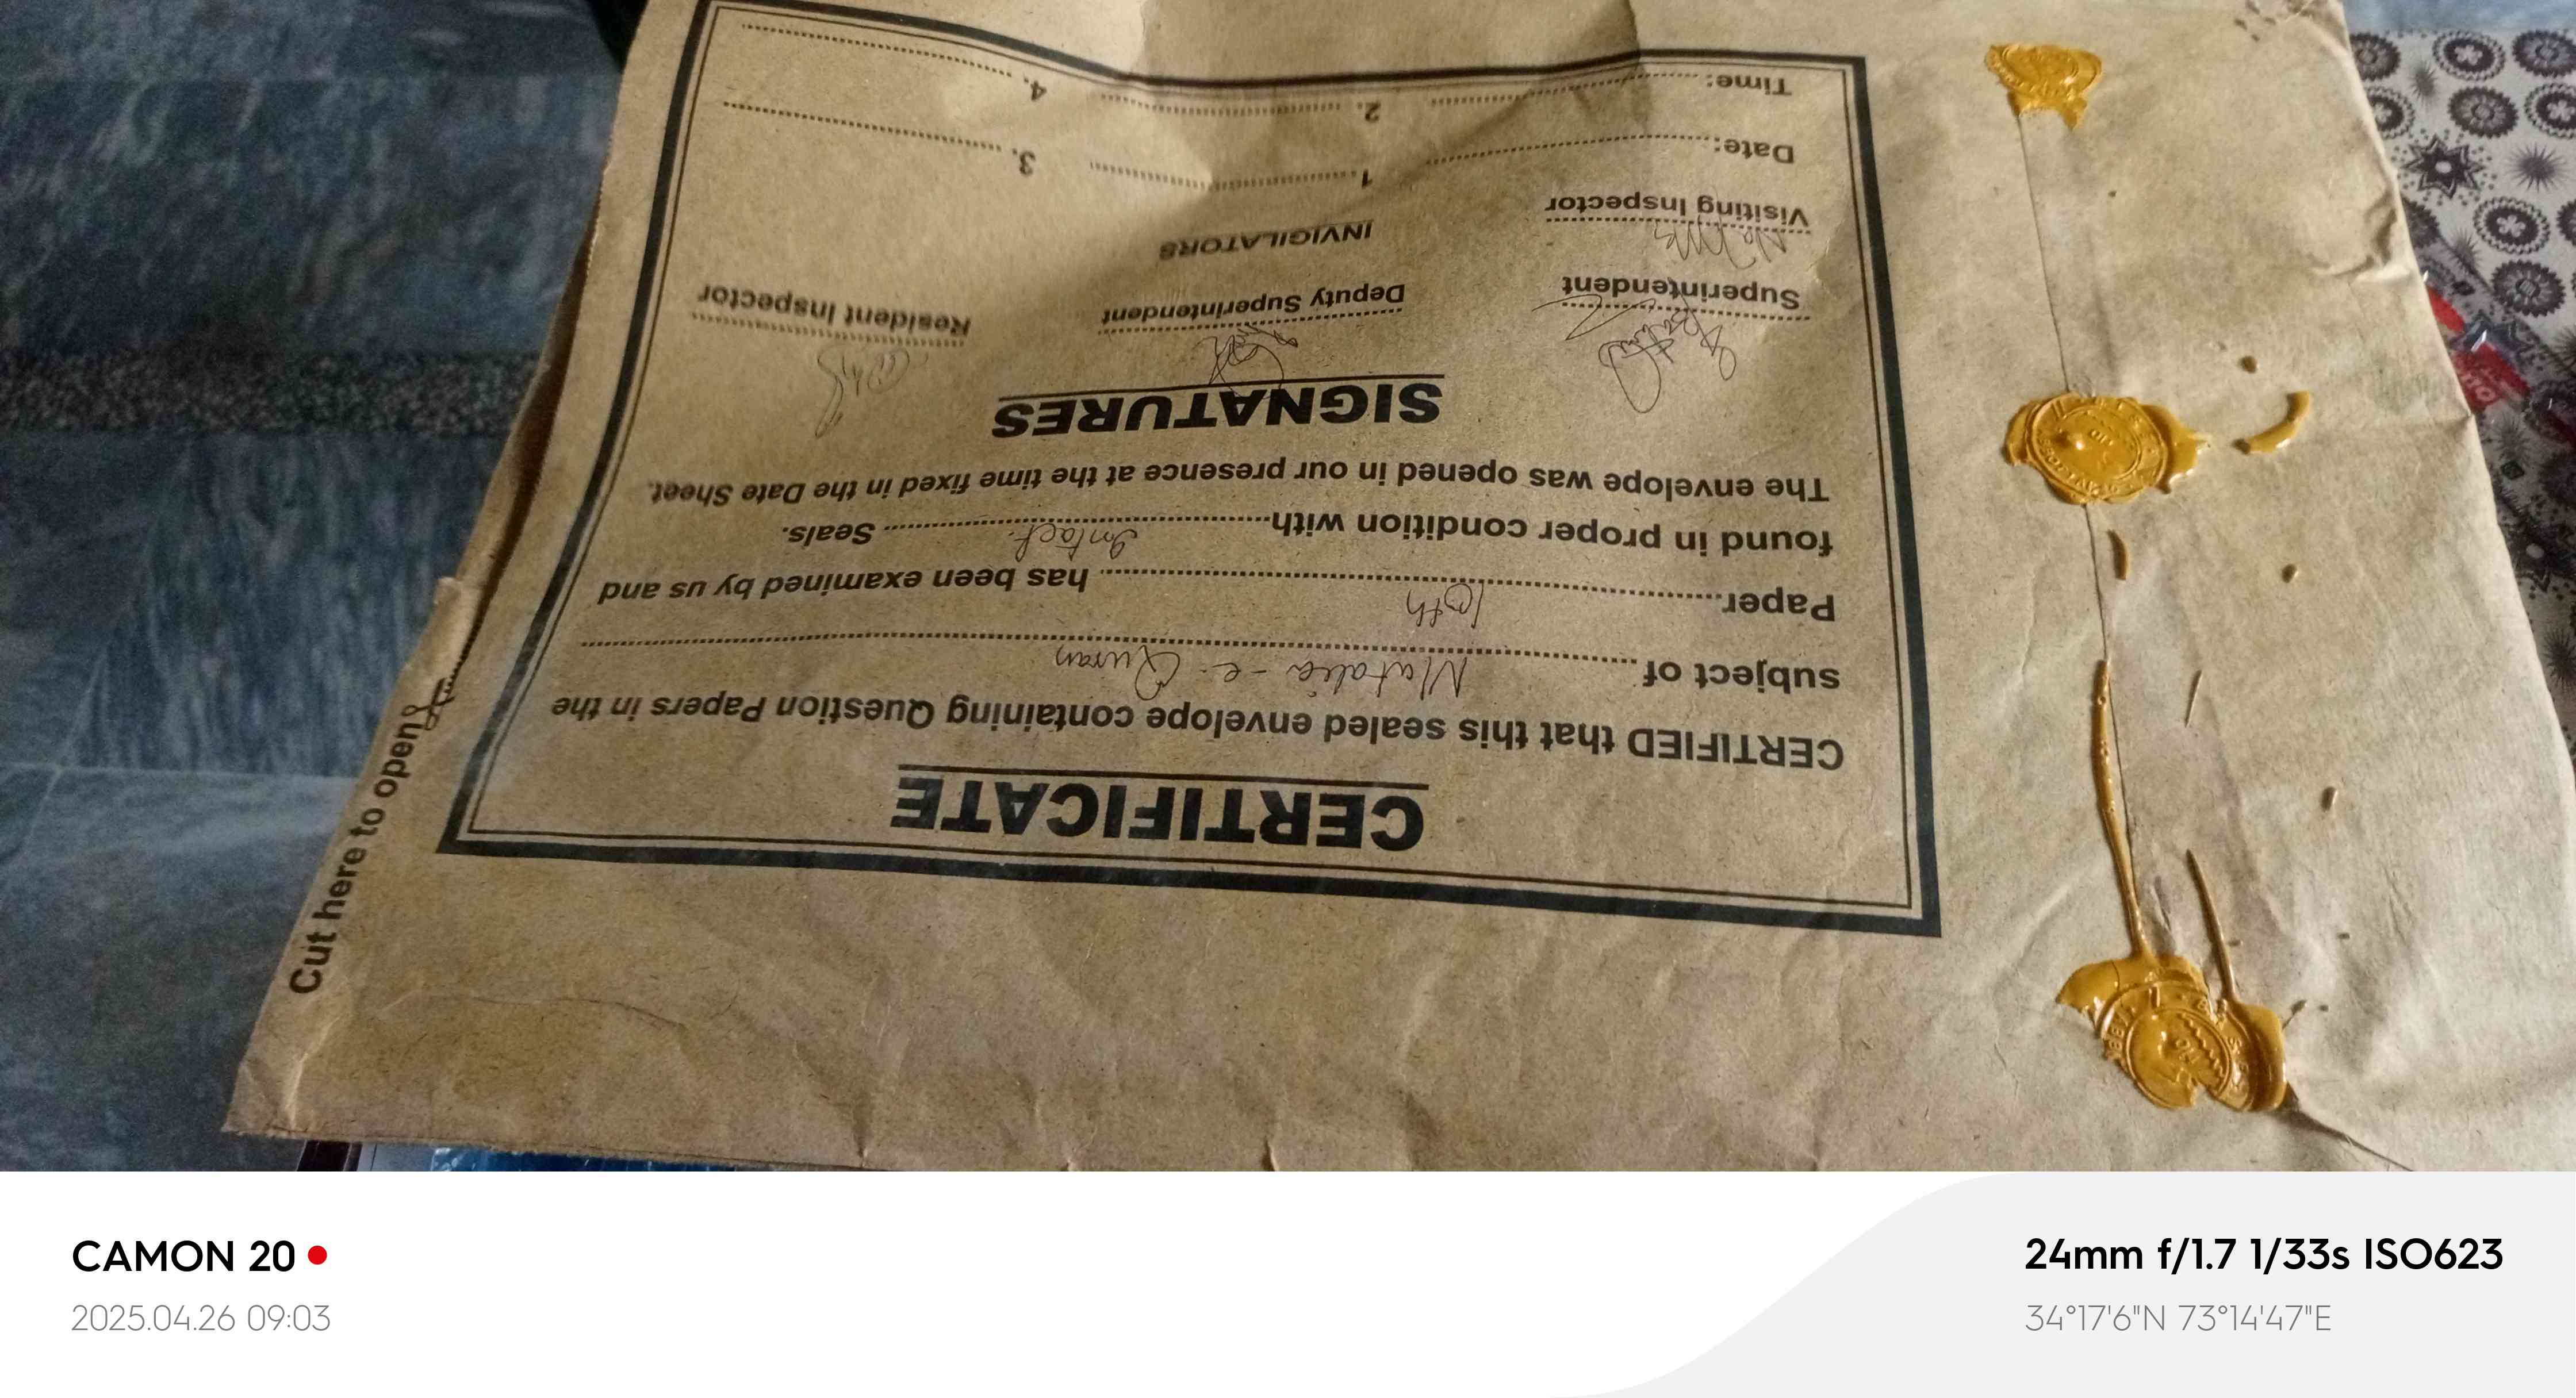 CERTIFICATE
CERTIFIED that this sealed envelope containing Question Papers in the
subject of Mutalia-e-Quran
Paper 10th has been examined by us and
found in proper condition with Intact Seals.
The envelope was opened in our presence at the time fixed in the Date Sheet.
SIGNATURES
Superintendent Deputy Superintendent Resident Inspector
Visiting Inspector INVIGILATORS
Date: 1. 3.
Time: 2. 4.
Cut here to open
CAMON 20
2025.04.26 09:03
24mm f/1.7 1/33s ISO623
34°17'6"N 73°14'47"E